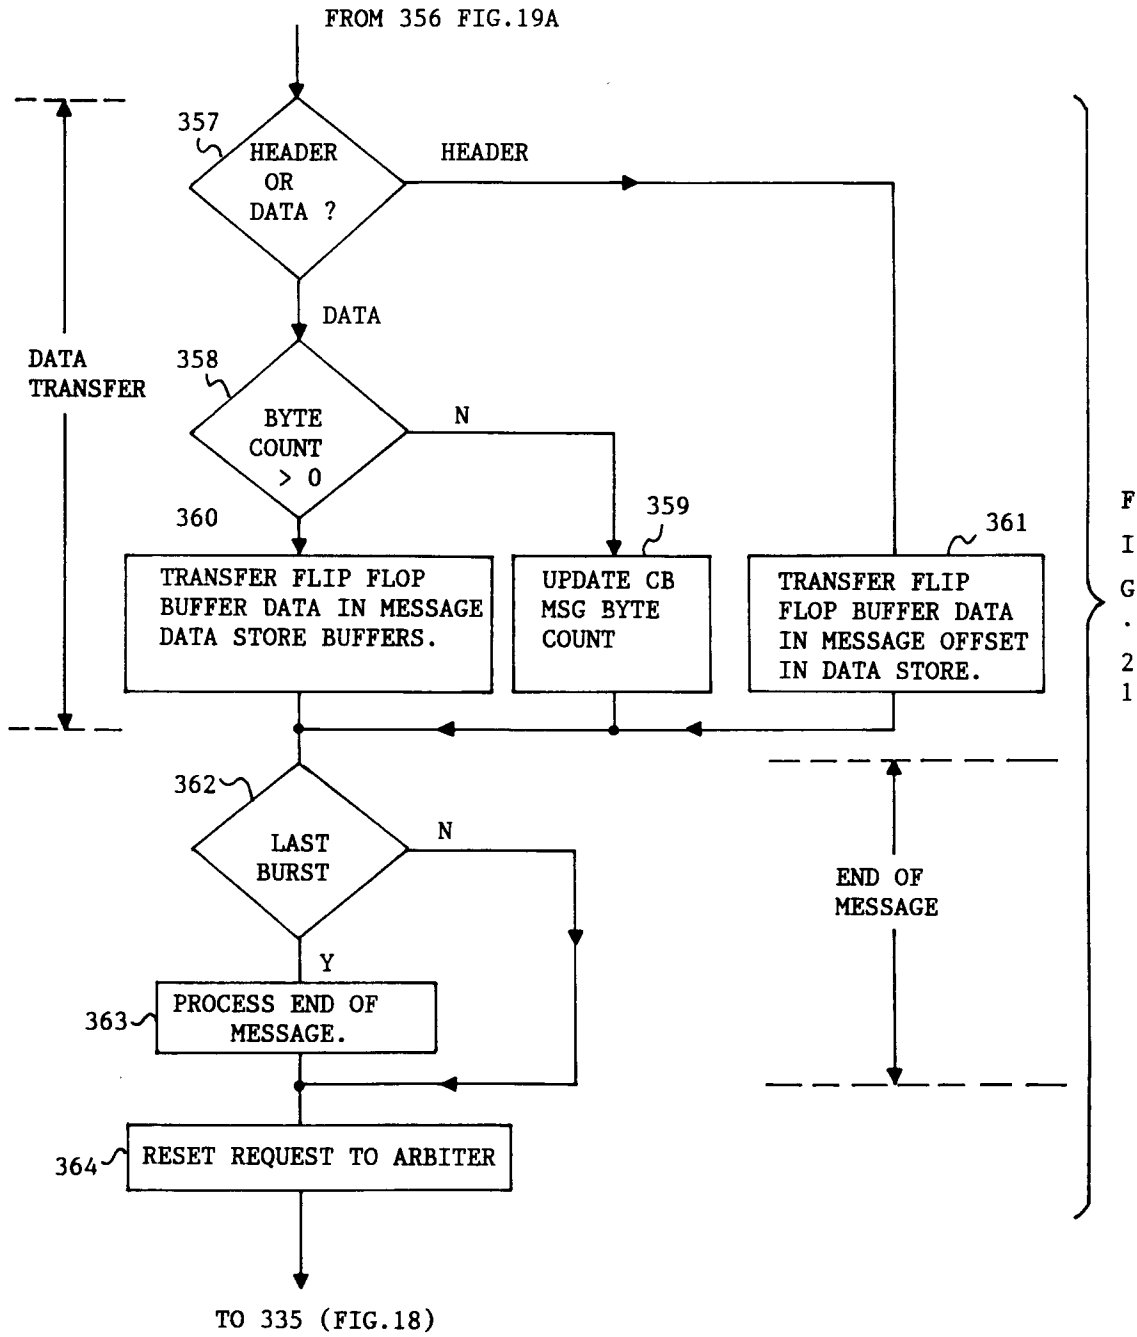 FROM 356 FIG.19A
357
HEADER
OR
DATA ?
HEADER
DATA
DATA
TRANSFER
358
BYTE
COUNT
> 0
N
360
TRANSFER FLIP FLOP
BUFFER DATA IN MESSAGE
DATA STORE BUFFERS.
359
UPDATE CB
MSG BYTE
COUNT
361
TRANSFER FLIP
FLOP BUFFER DATA
IN MESSAGE OFFSET
IN DATA STORE.
FIG.21
362
LAST
BURST
N
Y
END OF
MESSAGE
363
PROCESS END OF
MESSAGE.
364
RESET REQUEST TO ARBITER
TO 335 (FIG.18)